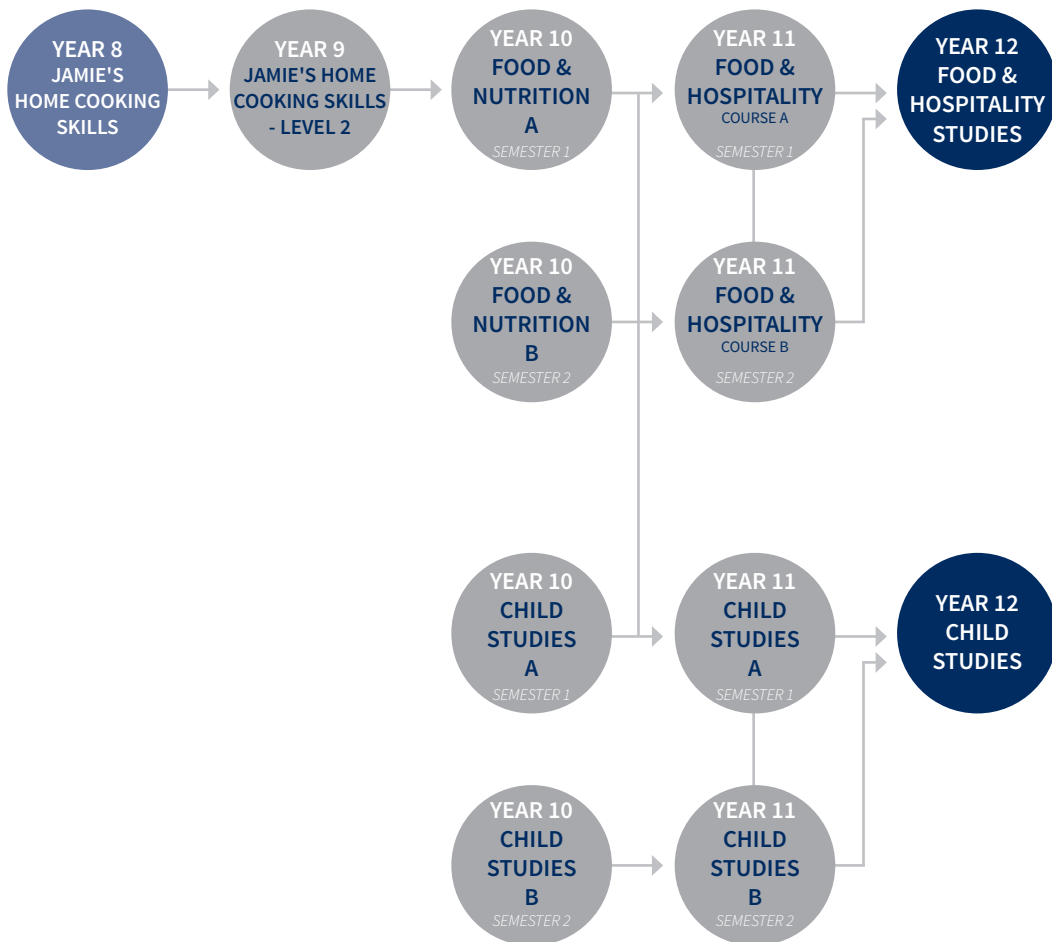 YEAR 8
JAMIE'S
HOME COOKING
SKILLS
YEAR 9
JAMIE'S HOME
COOKING SKILLS
- LEVEL 2
YEAR 10
FOOD &
NUTRITION
A
SEMESTER 1
YEAR 11
FOOD &
HOSPITALITY
COURSE A
SEMESTER 1
YEAR 12
FOOD &
HOSPITALITY
STUDIES
YEAR 10
FOOD &
NUTRITION
B
SEMESTER 2
YEAR 11
FOOD &
HOSPITALITY
COURSE B
SEMESTER 2
YEAR 10
CHILD
STUDIES
A
SEMESTER 1
YEAR 11
CHILD
STUDIES
A
SEMESTER 1
YEAR 12
CHILD
STUDIES
YEAR 10
CHILD
STUDIES
B
SEMESTER 2
YEAR 11
CHILD
STUDIES
B
SEMESTER 2